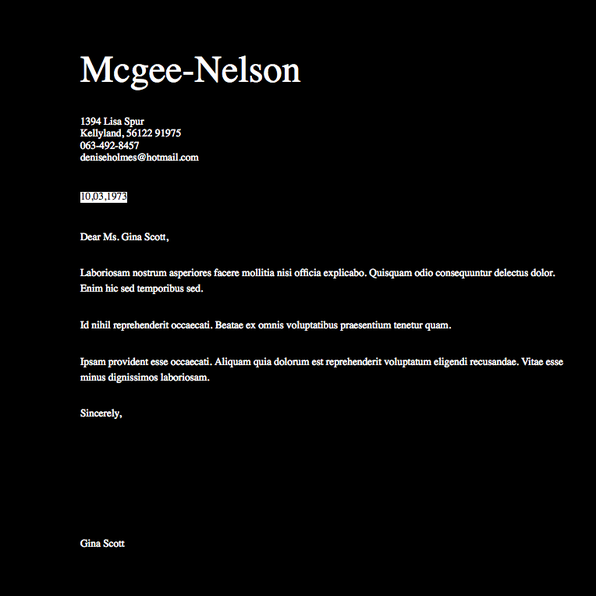 Mcgee-Nelson
1394 Lisa Spur
Kellyland, 56122 91975
063-492-8457
deniseholmes@hotmail.com
10,03,1973
Dear Ms. Gina Scott,
Laboriosam nostrum asperiores facere mollitia nisi officia explicabo. Quisquam odio consequuntur delectus dolor.
Enim hic sed temporibus sed.
Id nihil reprehenderit occaecati. Beatae ex omnis voluptatibus praesentium tenetur quam.
Ipsam provident esse occaecati. Aliquam quia dolorum est reprehenderit voluptatum eligendi recusandae. Vitae esse
minus dignissimos laboriosam.
Sincerely,
Gina Scott